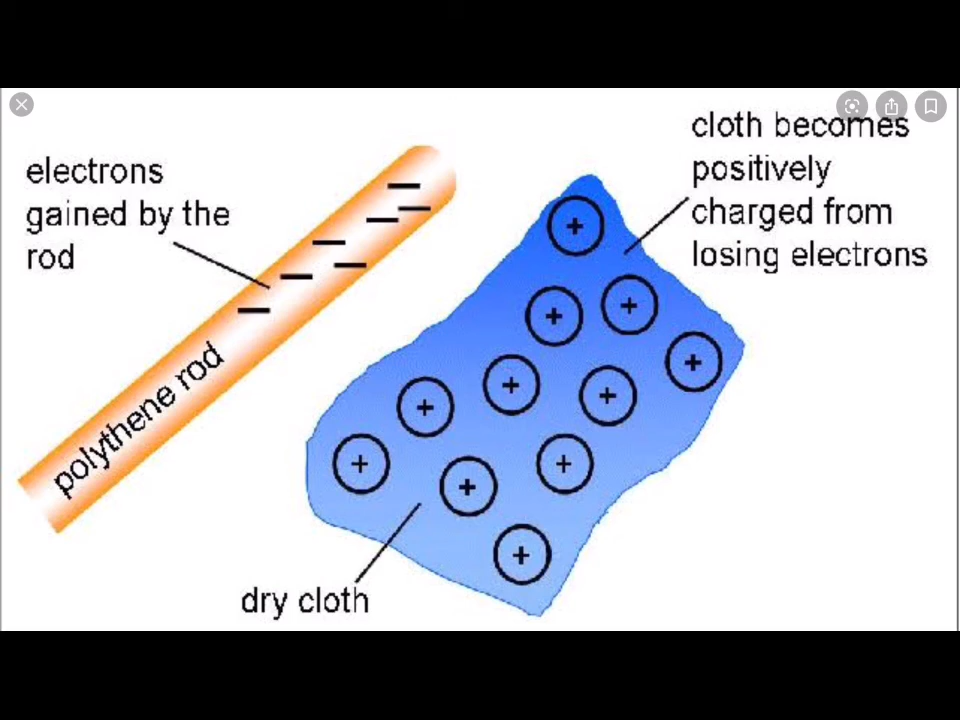 electrons
gained by the
rod
cloth becomes
positively
charged from
losing electrons
polythene rod
dry cloth